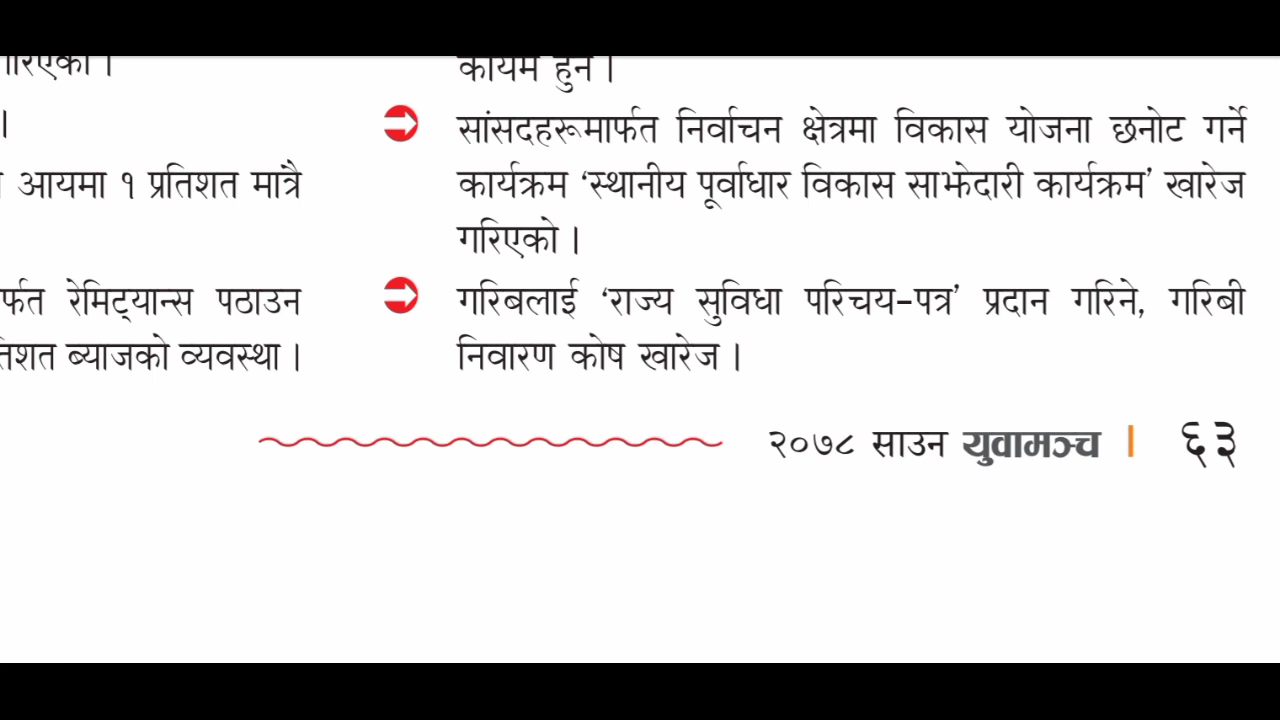 ।
आयमा १ प्रतिशत मात्रै
रेमिट्यान्स पठाउन
ब्याजको व्यवस्था ।
कायम हुने ।
सांसदहरूमार्फत निर्वाचन क्षेत्रमा विकास योजना छनोट गर्ने
कार्यक्रम ‘स्थानीय पूर्वाधार विकास साझेदारी कार्यक्रम’ खारेज
गरिएको ।
गरिबलाई ‘राज्य सुविधा परिचय–पत्र’ प्रदान गरिने, गरिबी
निवारण कोष खारेज ।
२०७८ साउन युवामञ्च | ६३